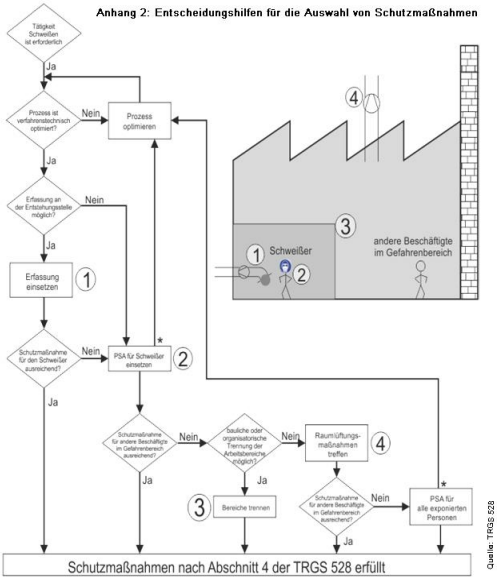 Anhang 2: Entscheidungshilfen für die Auswahl von Schutzmaßnahmen
Tätigkeit
Schweißen
ist erforderlich
Ja
Prozess ist
verfahrenstechnisch
optimiert?
Nein
Prozess
optimieren
Ja
Erfassung an
der Entstehungsstelle
möglich?
Nein
Ja
Erfassung
einsetzen
1
Schutzmaßnahme
für den Schweißer
ausreichend?
Nein
PSA für Schweißer
einsetzen
*
2
Ja
4
3
Schweißer
1
2
andere Beschäftigte
im Gefahrenbereich
Schutzmaßnahme
für andere Beschäftigte
im Gefahrenbereich
ausreichend?
Nein
Ja
bauliche oder
organisatorische
Trennung der
Arbeitsbereiche
möglich?
Nein
Ja
3
Bereiche trennen
Raumlüftungs-
maßnahmen
treffen
4
Schutzmaßnahme
für andere Beschäftigte
im Gefahrenbereich
ausreichend?
Nein
Ja
*
PSA für
alle exponierten
Personen
Schutzmaßnahmen nach Abschnitt 4 der TRGS 528 erfüllt
Quelle: TRGS 528